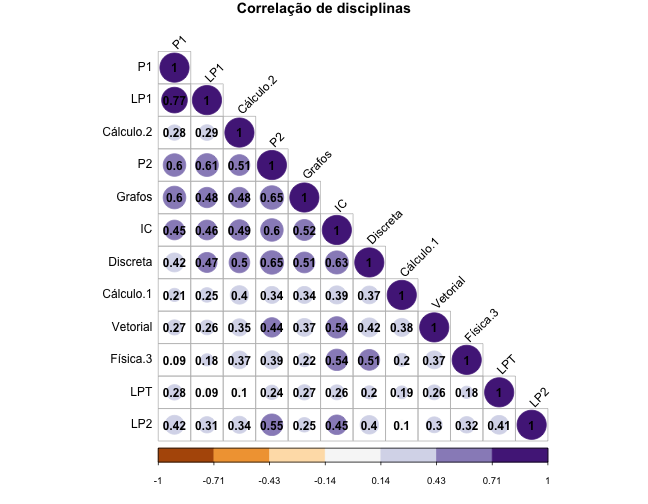 Correlação de disciplinas
P1
P1 1 LP1
LP1 0.77 1 Cálculo.2
Cálculo.2 0.28 0.29 1 P2
P2 0.6 0.61 0.51 1 Grafos
Grafos 0.6 0.48 0.48 0.65 1 IC
IC 0.45 0.46 0.49 0.6 0.52 1 Discreta
Discreta 0.42 0.47 0.5 0.65 0.51 0.63 1 Cálculo.1
Cálculo.1 0.21 0.25 0.4 0.34 0.34 0.39 0.37 1 Vetorial
Vetorial 0.27 0.26 0.35 0.44 0.37 0.54 0.42 0.38 1 Física.3
Física.3 0.09 0.18 0.37 0.39 0.22 0.54 0.51 0.2 0.37 1 LPT
LPT 0.28 0.09 0.1 0.24 0.27 0.26 0.2 0.19 0.26 0.18 1 LP2
LP2 0.42 0.31 0.34 0.55 0.25 0.45 0.4 0.1 0.3 0.32 0.41 1
-1 -0.71 -0.43 -0.14 0.14 0.43 0.71 1